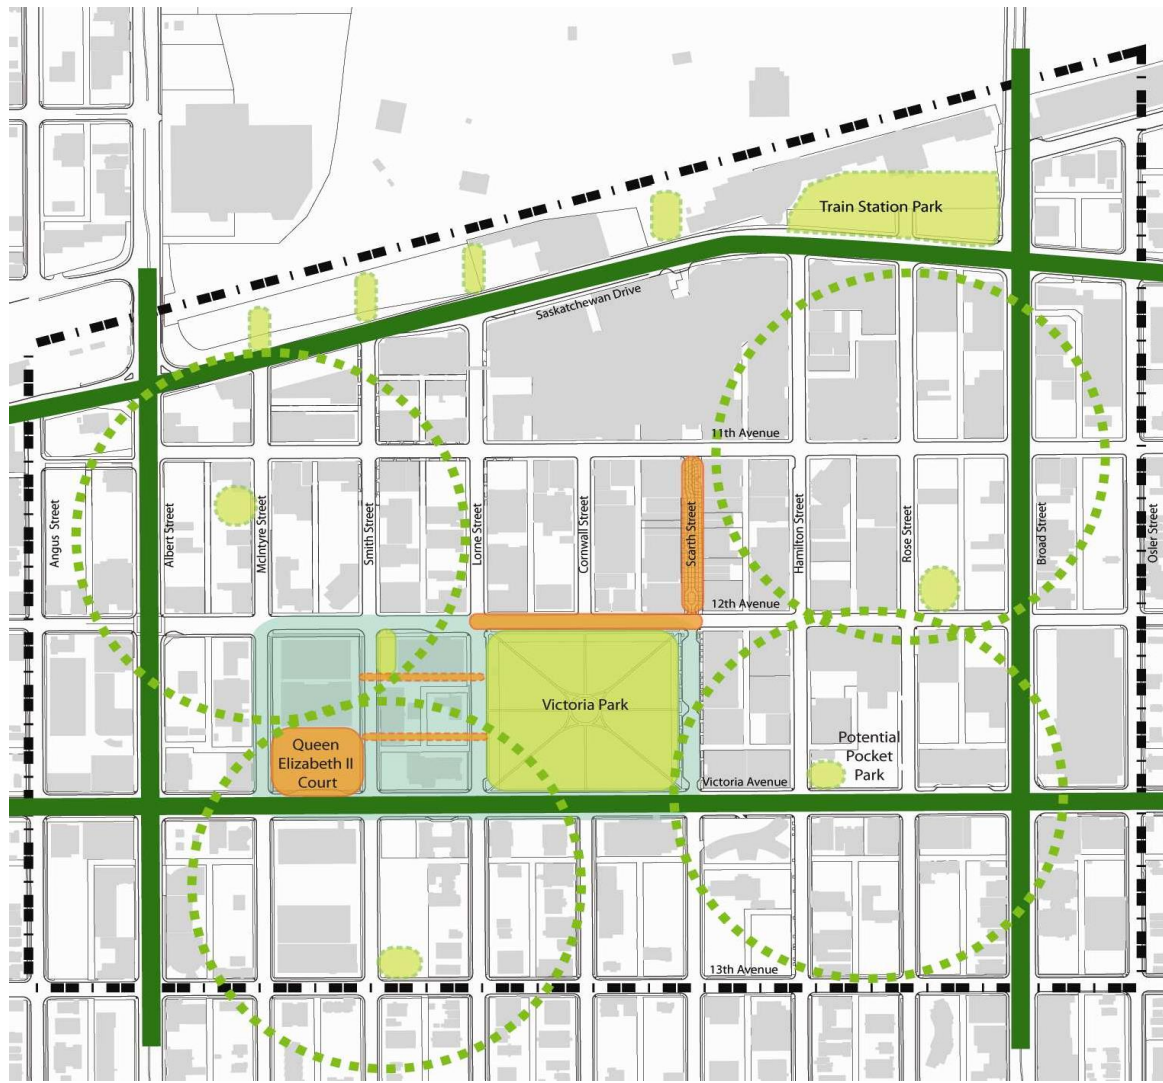 Train Station Park
Saskatchewan Drive
11th Avenue
Angus Street
Albert Street
McIntyre Street
Smith Street
Lorne Street
Cornwall Street
Scarth Street
Hamilton Street
Rose Street
Broad Street
Osler Street
12th Avenue
Victoria Park
Queen
Elizabeth II
Court
Potential
Pocket
Park
Victoria Avenue
13th Avenue